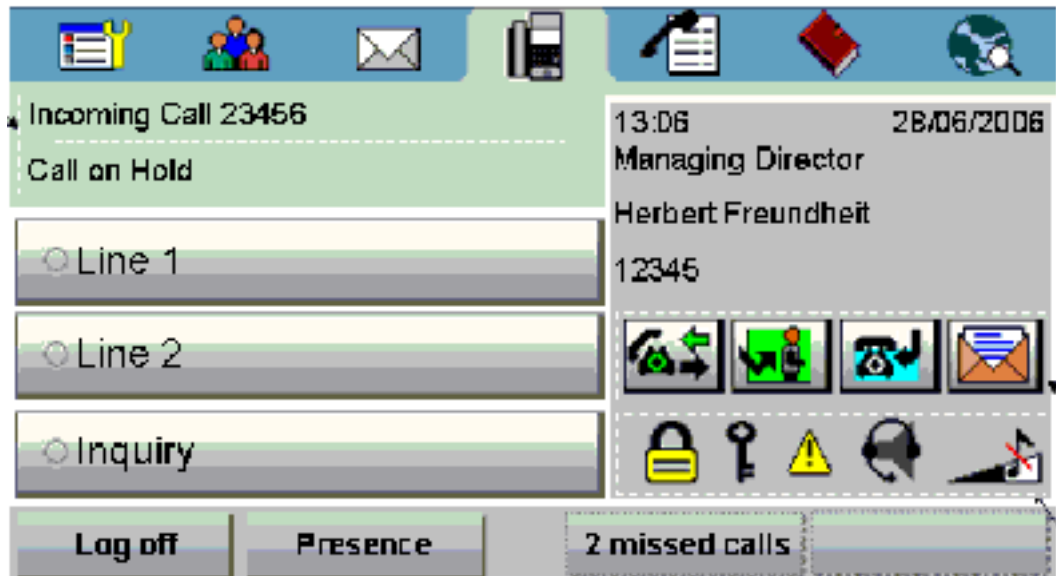 Incoming Call 23456
Call on Hold
13:06 28/06/2006
Managing Director
Herbert Freundheit
12345
Line 1
Line 2
Inquiry
Log off Presence 2 missed calls